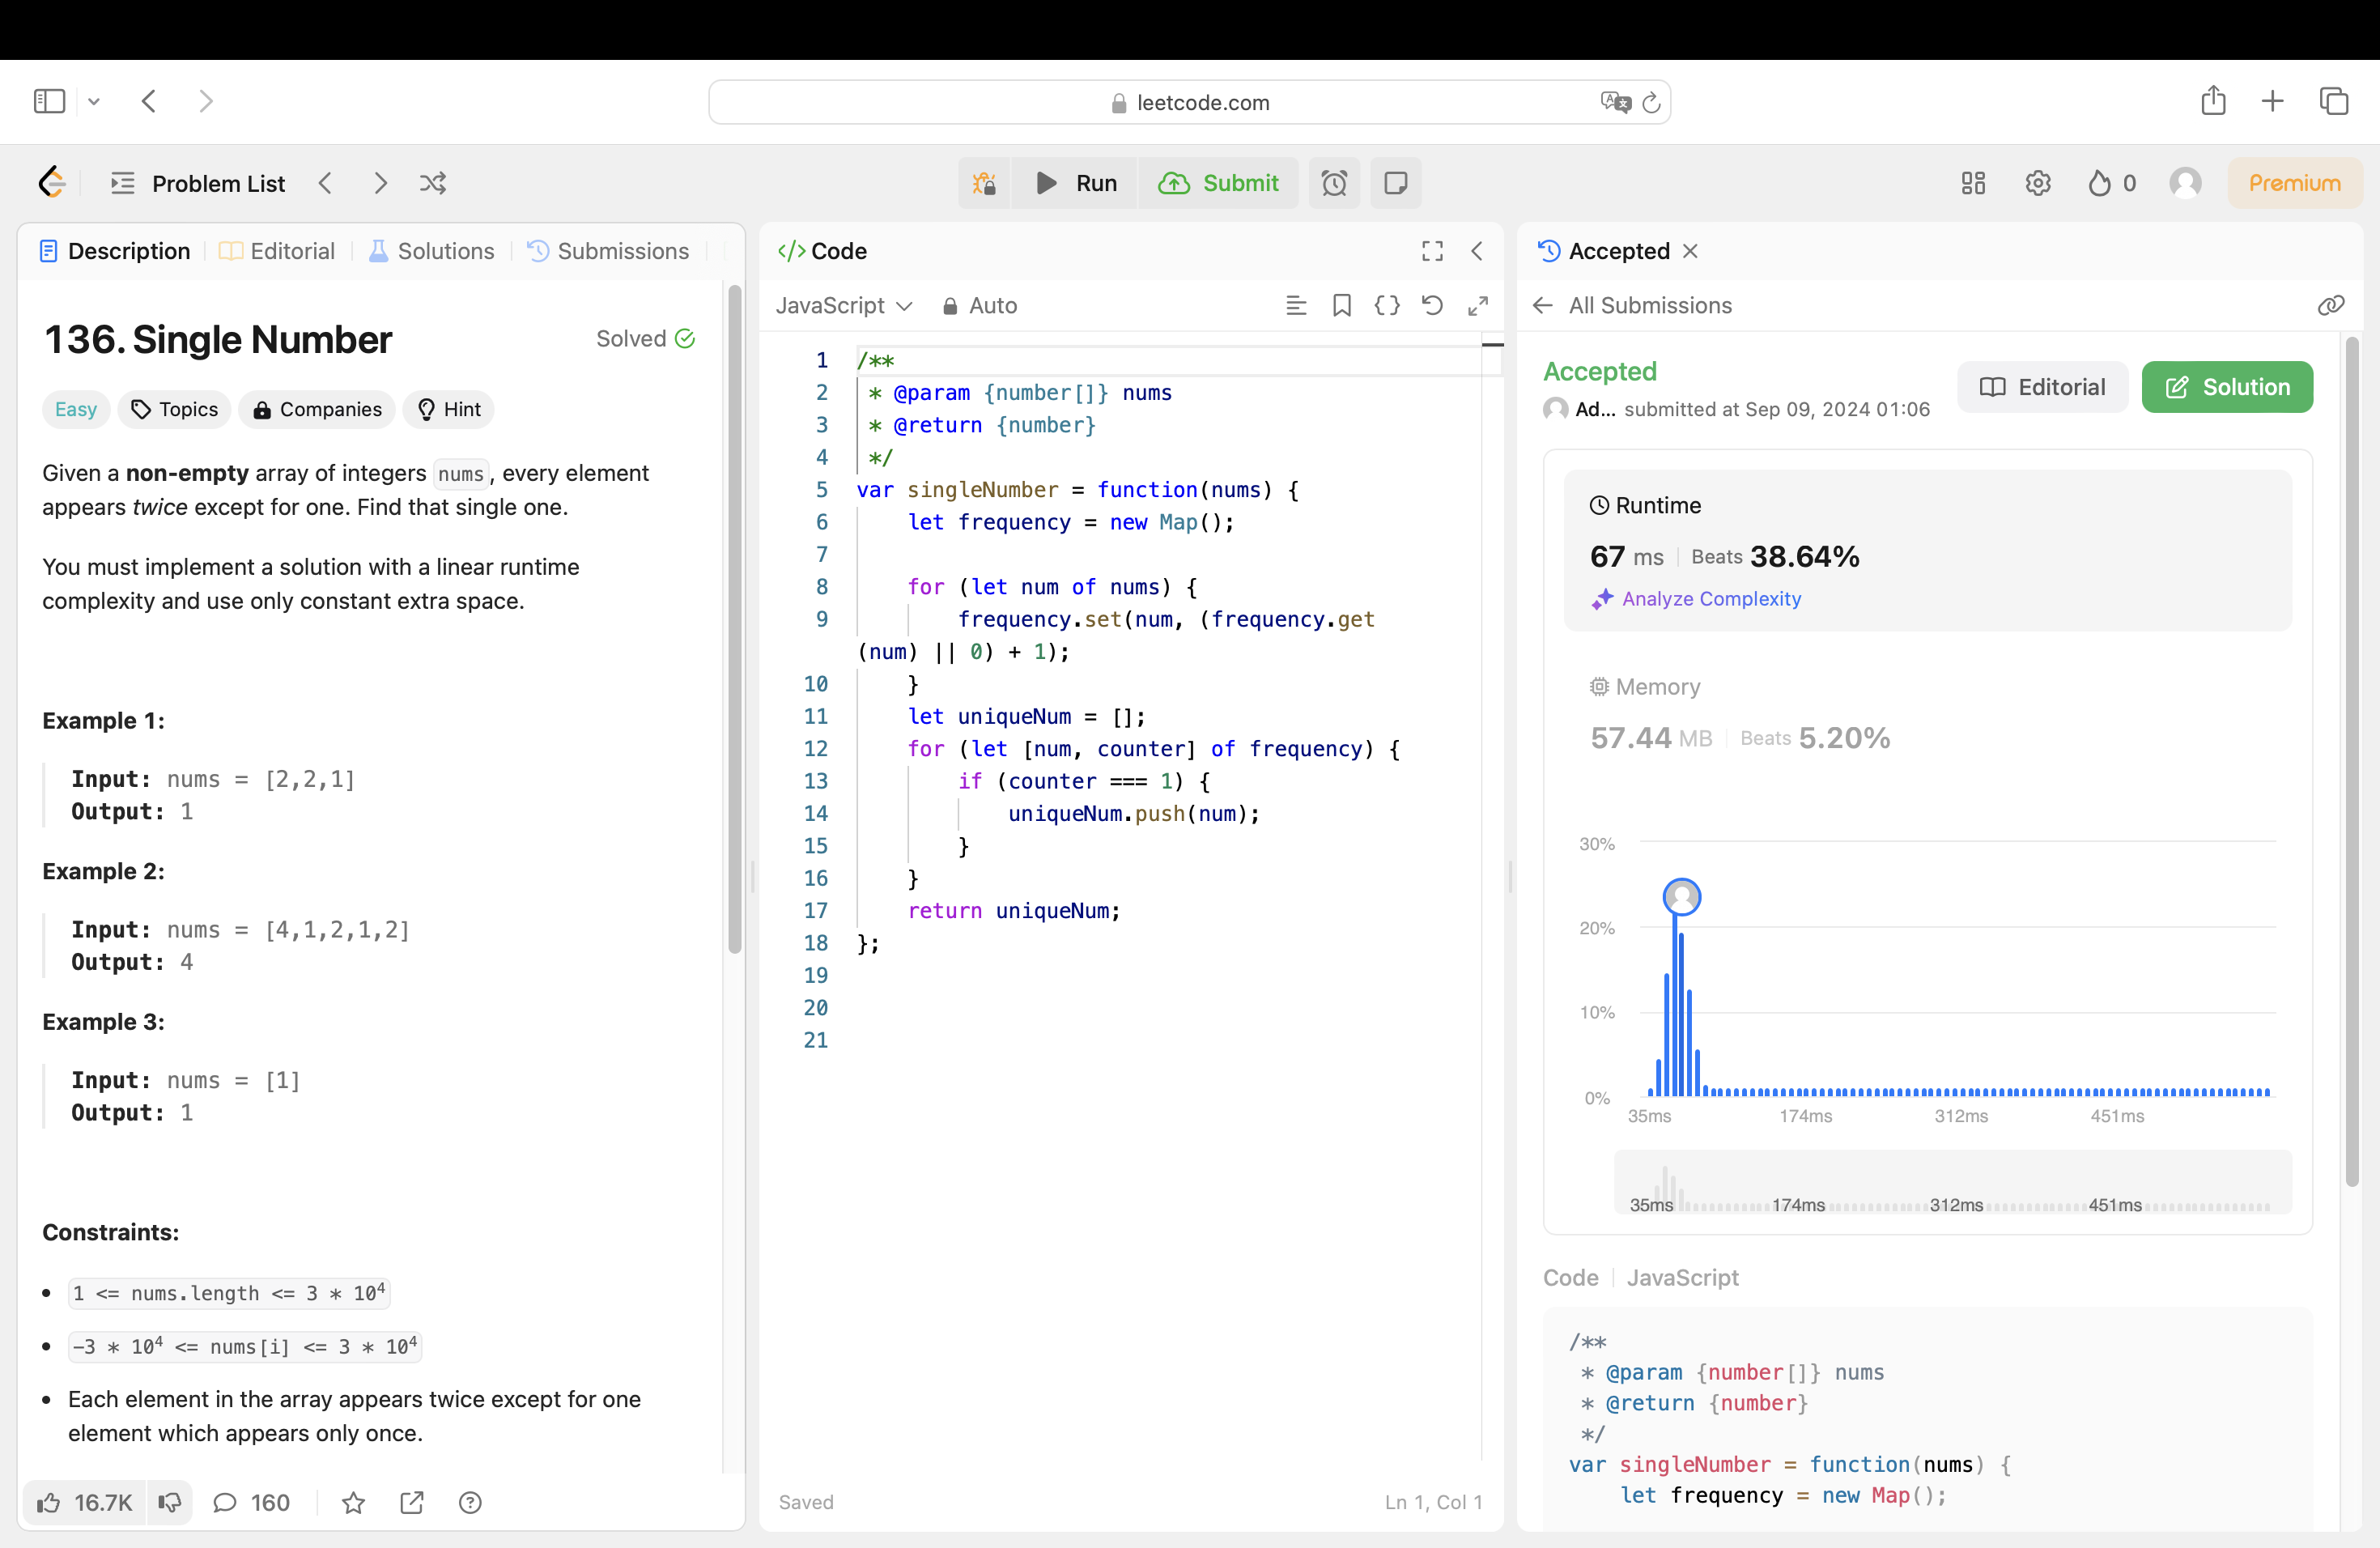 leetcode.com
Problem List
Run
Submit
0
Premium
Description
Editorial
Solutions
Submissions
136. Single Number
Solved
Easy
Topics
Companies
Hint
Given a non-empty array of integers nums, every element
appears twice except for one. Find that single one.
You must implement a solution with a linear runtime
complexity and use only constant extra space.
Example 1:
Input: nums = [2,2,1]
Output: 1
Example 2:
Input: nums = [4,1,2,1,2]
Output: 4
Example 3:
Input: nums = [1]
Output: 1
Constraints:
1 <= nums.length <= 3 * 10⁴
-3 * 10⁴ <= nums[i] <= 3 * 10⁴
Each element in the array appears twice except for one
element which appears only once.
16.7K
160
</> Code
JavaScript
Auto
1 /**
2 * @param {number[]} nums
3 * @return {number}
4 */
5 var singleNumber = function(nums) {
6 let frequency = new Map();
7
8 for (let num of nums) {
9 frequency.set(num, (frequency.get
(num) || 0) + 1);
10 }
11 let uniqueNum = [];
12 for (let [num, counter] of frequency) {
13 if (counter === 1) {
14 uniqueNum.push(num);
15 }
16 }
17 return uniqueNum;
18 };
19
20
21
Saved
Ln 1, Col 1
Accepted
All Submissions
Accepted
Ad... submitted at Sep 09, 2024 01:06
Editorial
Solution
Runtime
67 ms Beats 38.64%
Analyze Complexity
Memory
57.44 MB Beats 5.20%
30%
20%
10%
0%
35ms 174ms 312ms 451ms
35ms 174ms 312ms 451ms
Code JavaScript
/**
* @param {number[]} nums
* @return {number}
*/
var singleNumber = function(nums) {
let frequency = new Map();